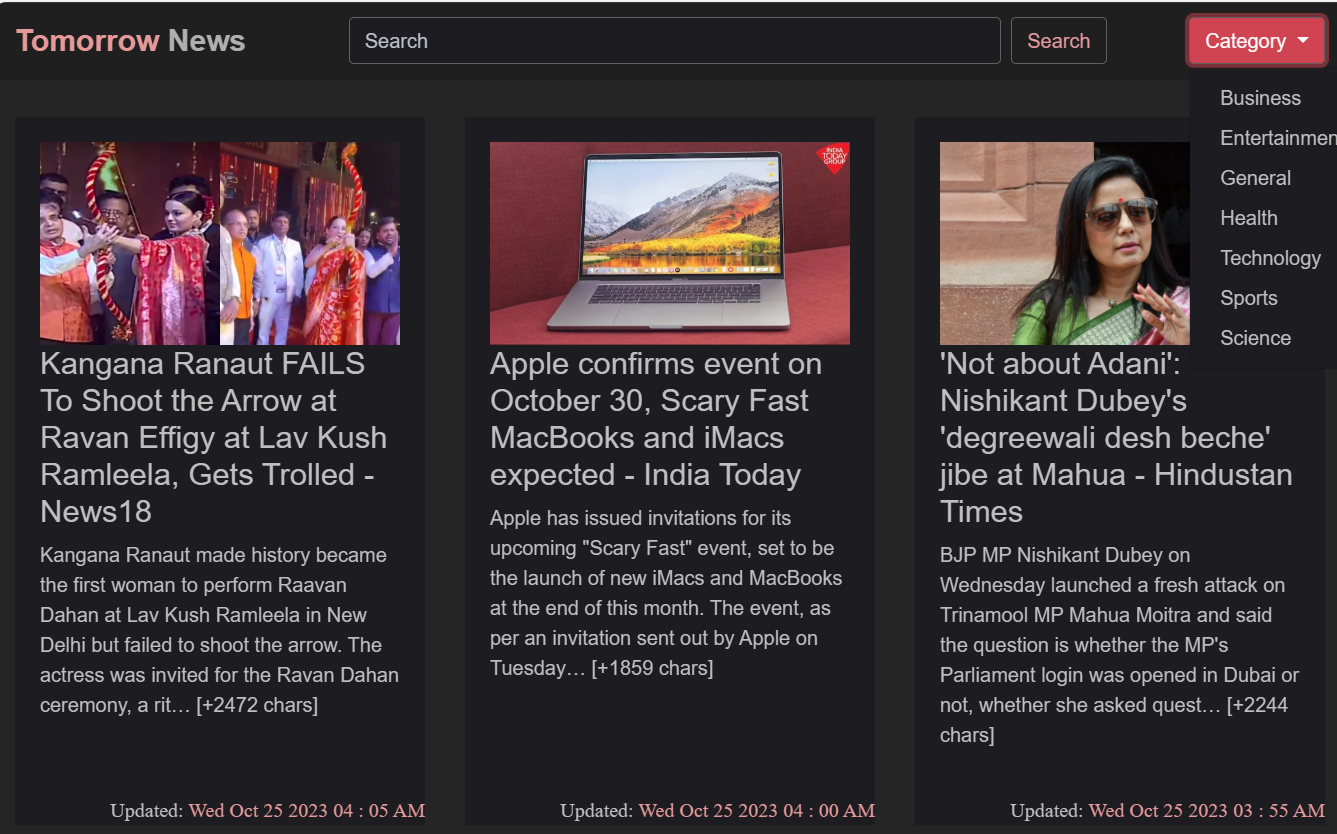 Tomorrow News
Search
Search
Category
Business
Entertainmen
General
Health
Technology
Sports
Science
Kangana Ranaut FAILS
To Shoot the Arrow at
Ravan Effigy at Lav Kush
Ramleela, Gets Trolled -
News18
Kangana Ranaut made history became
the first woman to perform Raavan
Dahan at Lav Kush Ramleela in New
Delhi but failed to shoot the arrow. The
actress was invited for the Ravan Dahan
ceremony, a rit… [+2472 chars]
Updated: Wed Oct 25 2023 04 : 05 AM
INDIA
TODAY
GROUP
Apple confirms event on
October 30, Scary Fast
MacBooks and iMacs
expected - India Today
Apple has issued invitations for its
upcoming "Scary Fast" event, set to be
the launch of new iMacs and MacBooks
at the end of this month. The event, as
per an invitation sent out by Apple on
Tuesday… [+1859 chars]
Updated: Wed Oct 25 2023 04 : 00 AM
'Not about Adani':
Nishikant Dubey's
'degreewali desh beche'
jibe at Mahua - Hindustan
Times
BJP MP Nishikant Dubey on
Wednesday launched a fresh attack on
Trinamool MP Mahua Moitra and said
the question is whether the MP's
Parliament login was opened in Dubai or
not, whether she asked quest… [+2244
chars]
Updated: Wed Oct 25 2023 03 : 55 AM